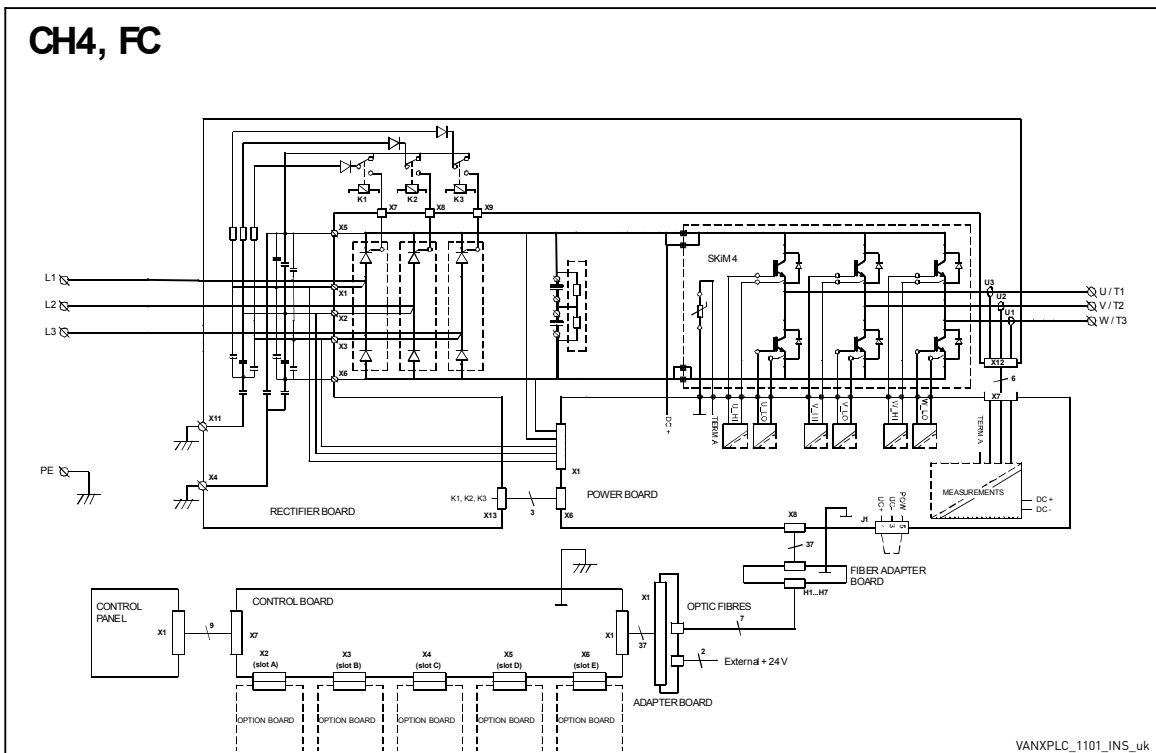 CH4, FC
K1
K2
K3
X7
X8
X9
X5
SKiM 4
L1
X1
L2
X2
L3
X3
X6
U3
U2
U1
U / T1
V / T2
W / T3
X12
6
X7
X11
X4
PE
DC +
TERM A
U_HI
U_LO
V_HI
V_LO
W_LO
TERM A
X1
MEASUREMENTS
DC +
DC -
K1, K2, K3
X13
3
X6
POWER BOARD
RECTIFIER BOARD
X8
J1
DC-
POW
3
5
37
FIBER ADAPTER
BOARD
H1...H7
CONTROL
PANEL
X1
9
X7
CONTROL BOARD
X1
37
X1
OPTIC FIBRES
7
2
External + 24 V
ADAPTER BOARD
X2
(slot A)
X3
(slot B)
X4
(slot C)
X5
(slot D)
X6
(slot E)
OPTION BOARD
OPTION BOARD
OPTION BOARD
OPTION BOARD
OPTION BOARD
VANXPLC_1101_INS_uk